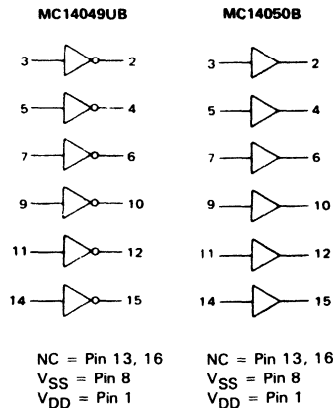 MC14049UB
3 2
5 4
7 6
9 10
11 12
14 15
NC = Pin 13, 16
VSS = Pin 8
VDD = Pin 1
MC14050B
3 2
5 4
7 6
9 10
11 12
14 15
NC = Pin 13, 16
VSS = Pin 8
VDD = Pin 1